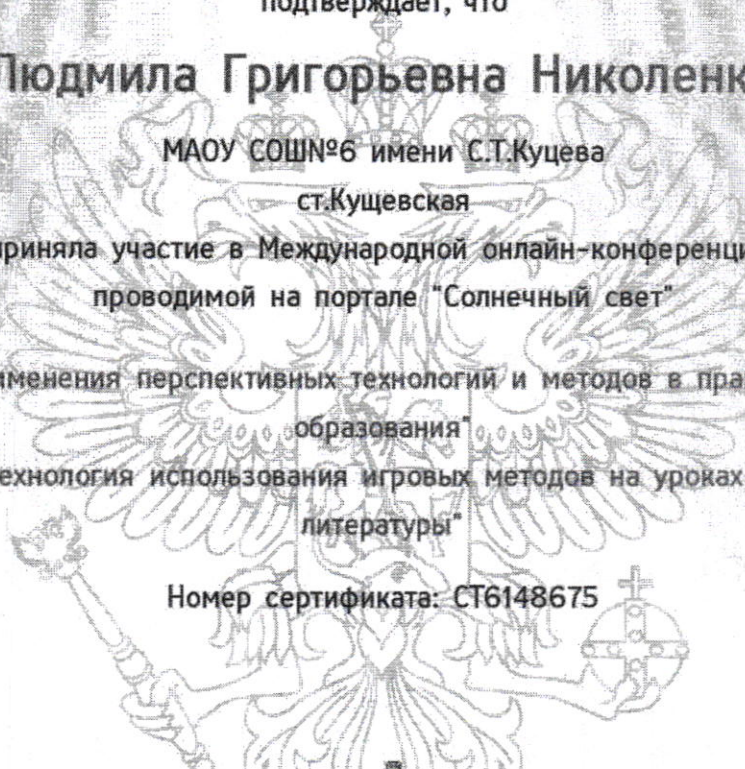 подтверждает, что
Людмила Григорьевна Николенк
МАОУ СОШ№6 имени С.Т.Куцева
ст.Кущевская
приняла участие в Международной онлайн-конференци
проводимой на портале "Солнечный свет"
именения перспективных технологий и методов в пра
образования"
ехнология использования игровых методов на уроках
литературы"
Номер сертификата: СТ6148675